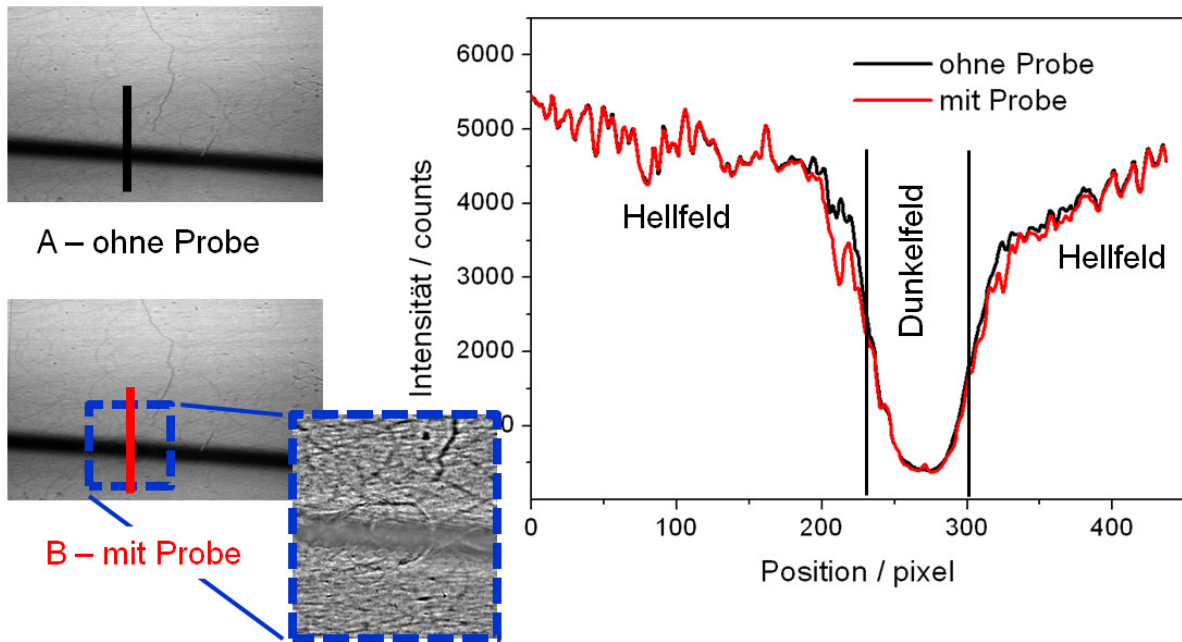 A – ohne Probe
B – mit Probe
6000
5000
4000
3000
2000
Intensität / counts
ohne Probe
mit Probe
Hellfeld
Dunkelfeld
Hellfeld
0
100
200
300
400
Position / pixel